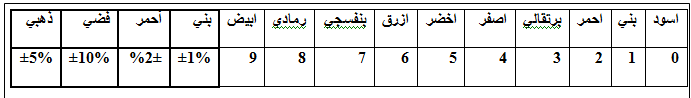 اسود بني احمر برتقالي اصفر اخضر ازرق بنفسجي رمادي ابيض بني أحمر فضي ذهبي
0 1 2 3 4 5 6 7 8 9 ±1% %2± ±10% ±5%